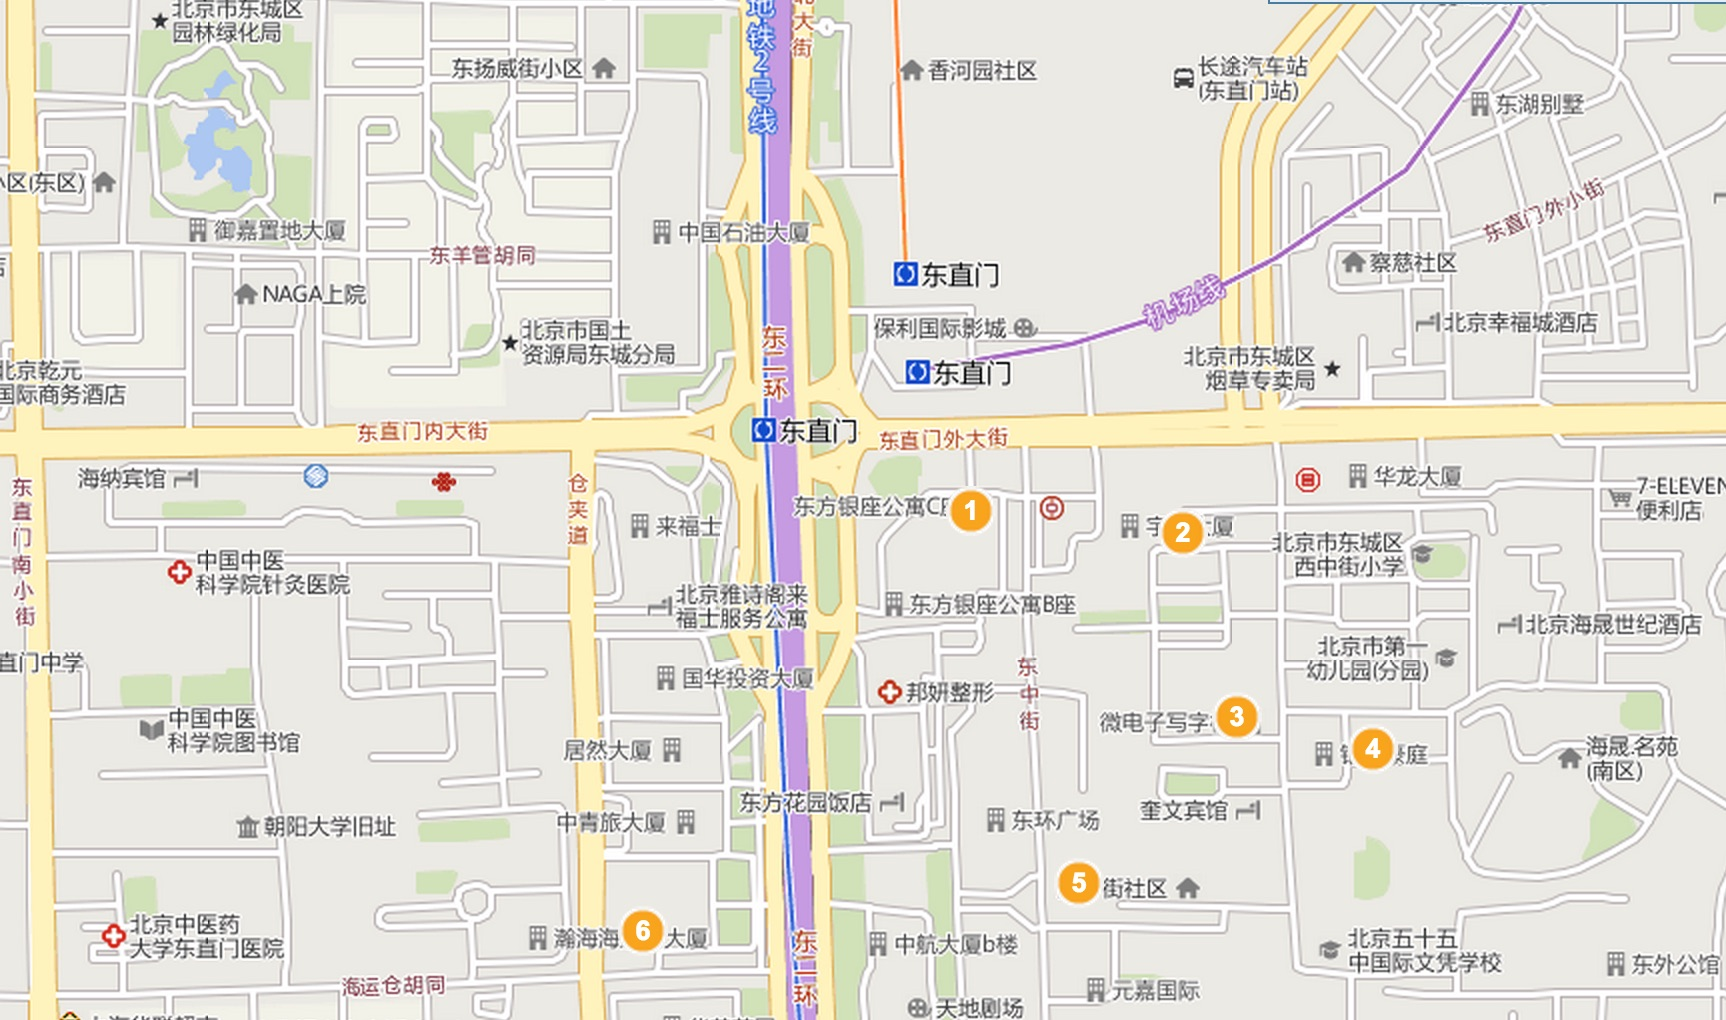 北京市东城区
园林绿化局
地铁2号线
北大街
东扬威街小区
香河园社区
长途汽车站
(东直门站)
东湖别墅
小区(东区)
御嘉置地大厦
中国石油大厦
东直门外小街
东羊管胡同
东直门
察慈社区
NAGA上院
机场线
北京市国土
资源局东城分局
东二环
保利国际影城
北京幸福城酒店
北京乾元
国际商务酒店
东直门
北京市东城区
烟草专卖局
东直门内大街
东直门
东直门外大街
海纳宾馆
华龙大厦
7-ELEVEN
便利店
东直门南小街
仓夹道
来福士
东方银座公寓C
1
2
厦
北京市东城区
西中街小学
中国中医
科学院针灸医院
北京雅诗阁来
福士服务公寓
东方银座公寓B座
北京海晟世纪酒店
直门中学
国华投资大厦
邦妍整形
东中街
北京市第一
幼儿园(分园)
中国中医
科学院图书馆
微电子写字
3
4
庭
海晟.名苑
(南区)
居然大厦
东方花园饭店
奎文宾馆
朝阳大学旧址
中青旅大厦
东环广场
5
街社区
北京中医药
大学东直门医院
瀚海海
6
大厦
东二环
中航大厦b楼
北京五十五
中国际文凭学校
东外公馆
海运仓胡同
元嘉国际
天地剧场